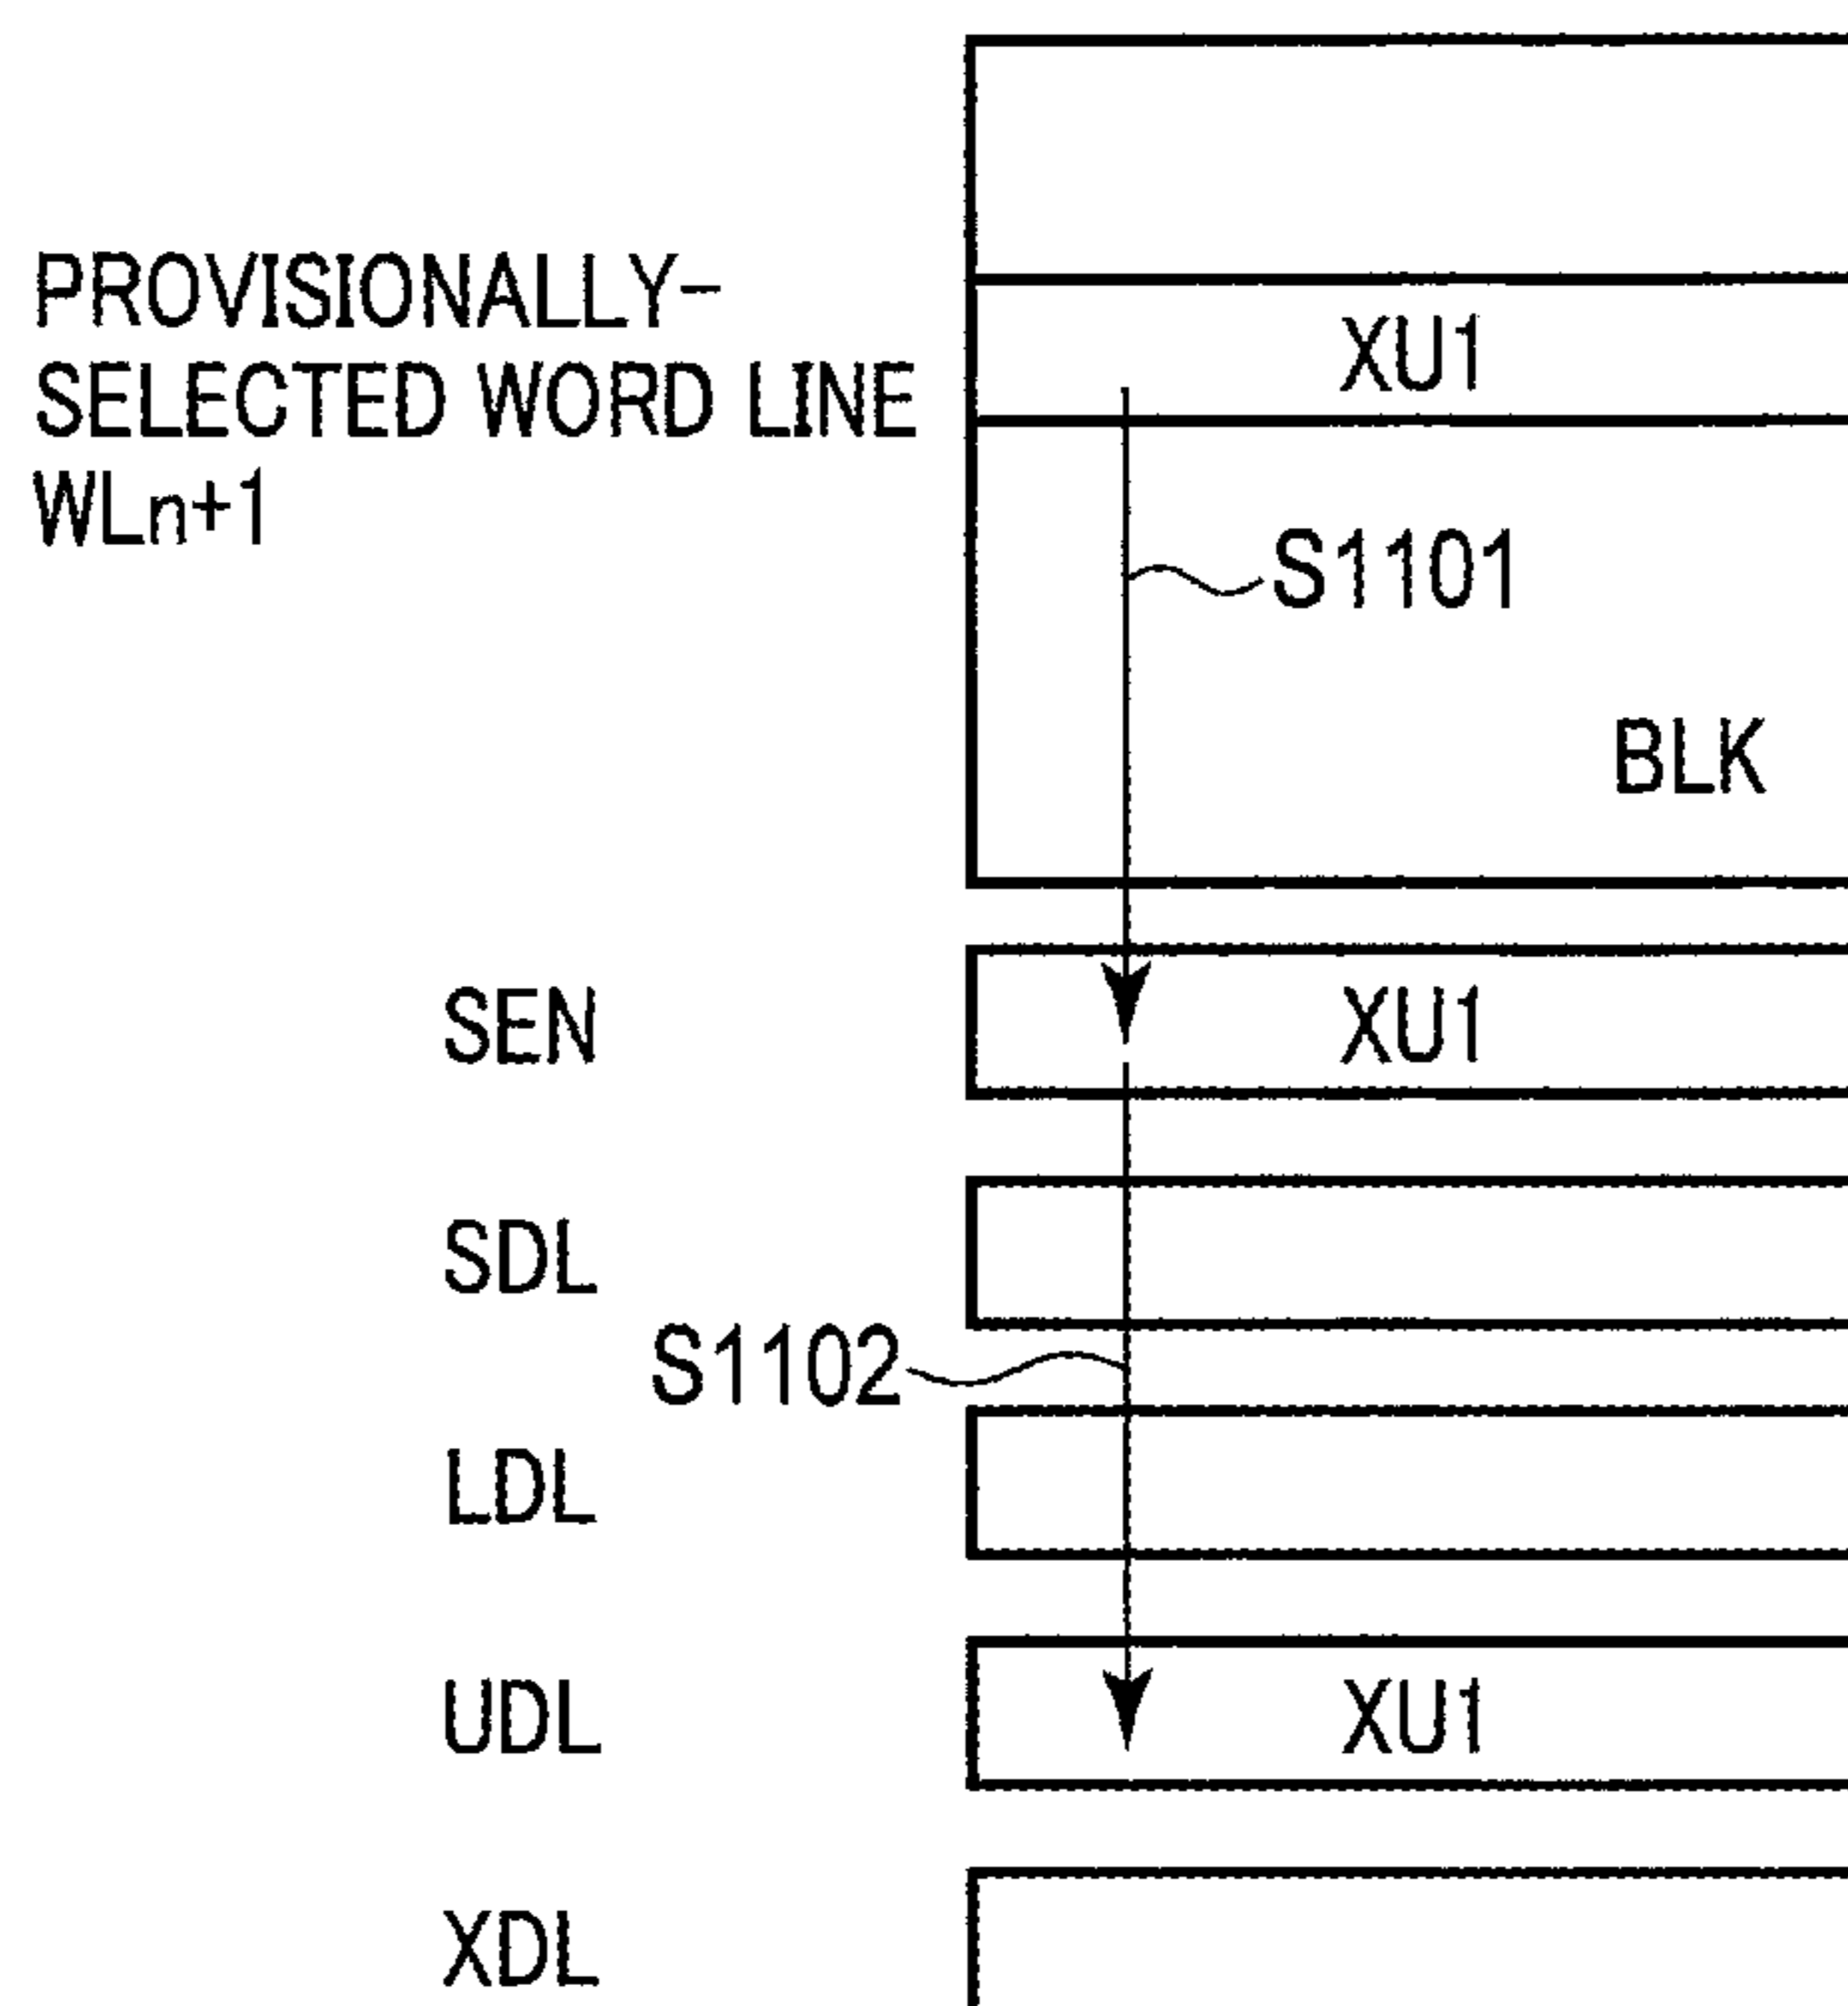 PROVISIONALLY-
SELECTED WORD LINE
WLn+1
XU1
S1101
BLK
SEN
XU1
SDL
S1102
LDL
UDL
XU1
XDL